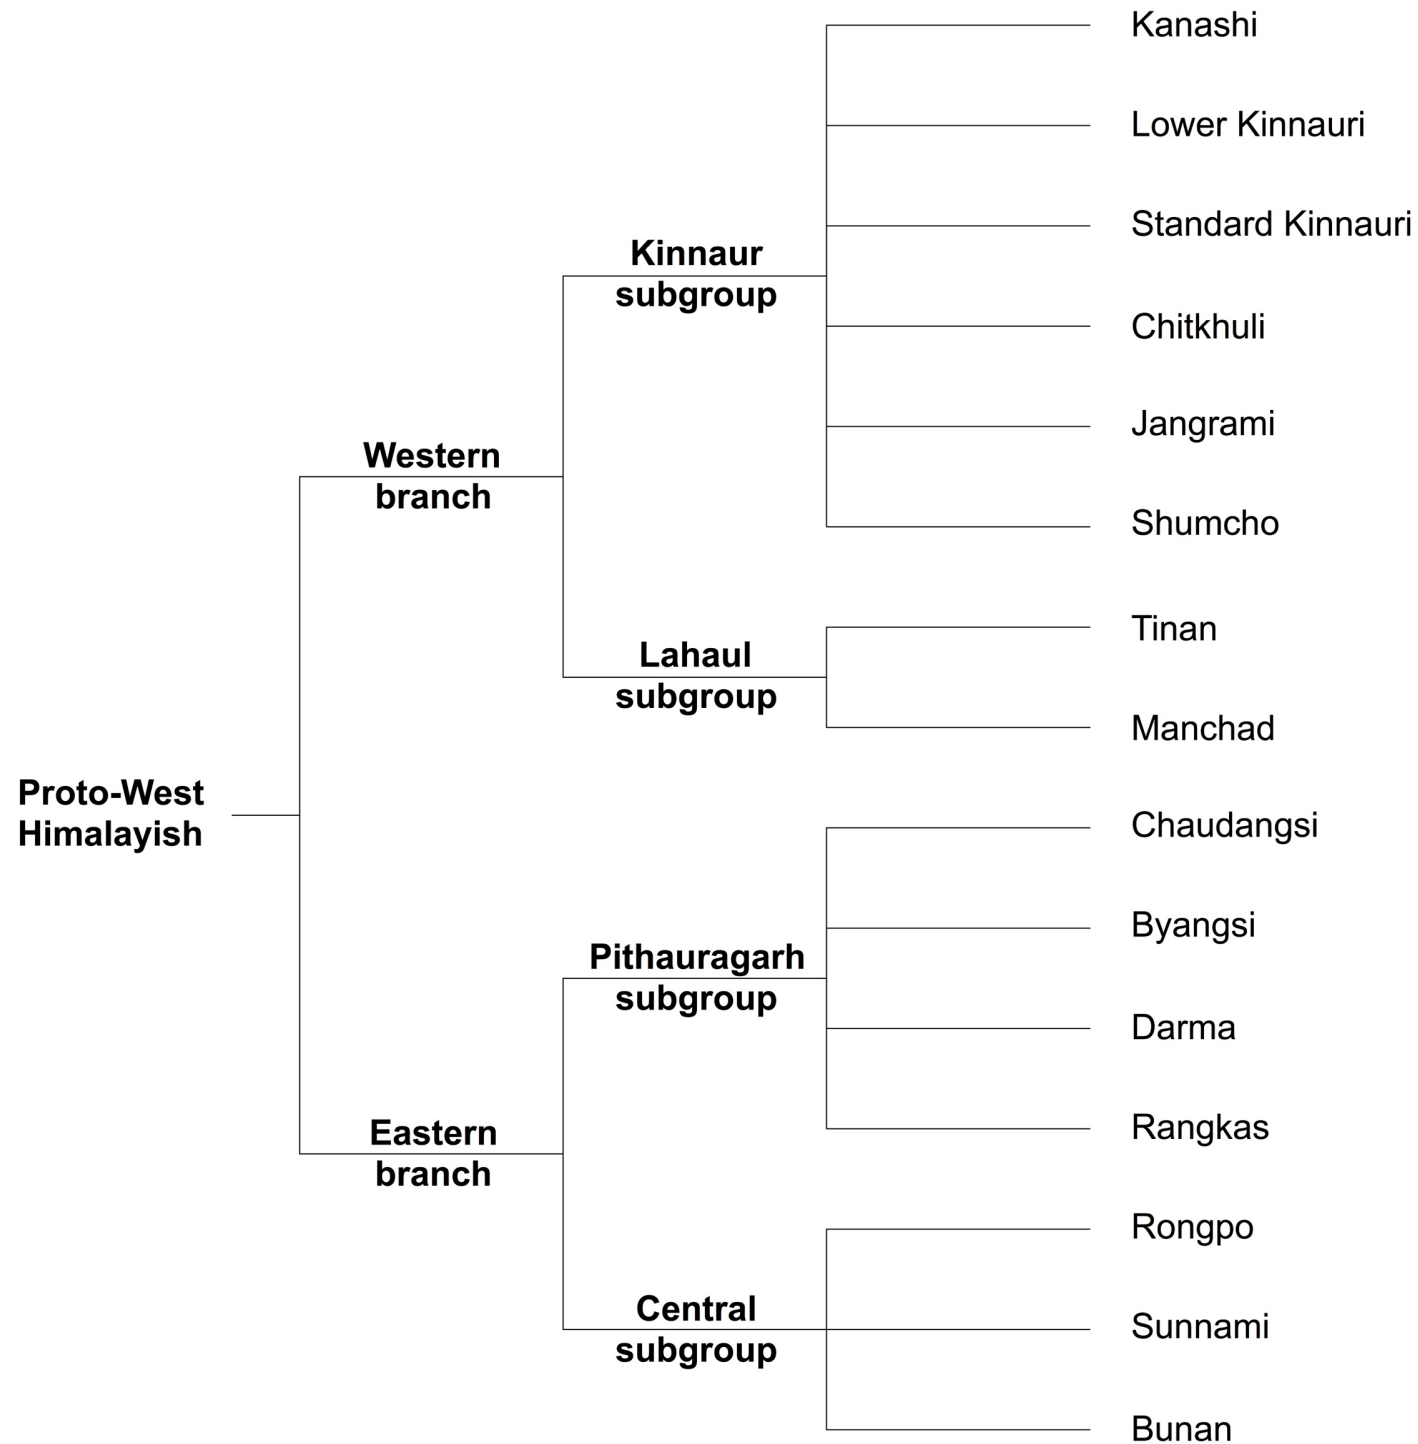 Kanashi
Lower Kinnauri
Standard Kinnauri
Kinnaur
subgroup
Chitkhuli
Jangrami
Western
branch
Shumcho
Tinan
Lahaul
subgroup
Manchad
Proto-West
Himalayish
Chaudangsi
Byangsi
Pithauragarh
subgroup
Darma
Rangkas
Eastern
branch
Rongpo
Central
subgroup
Sunnami
Bunan